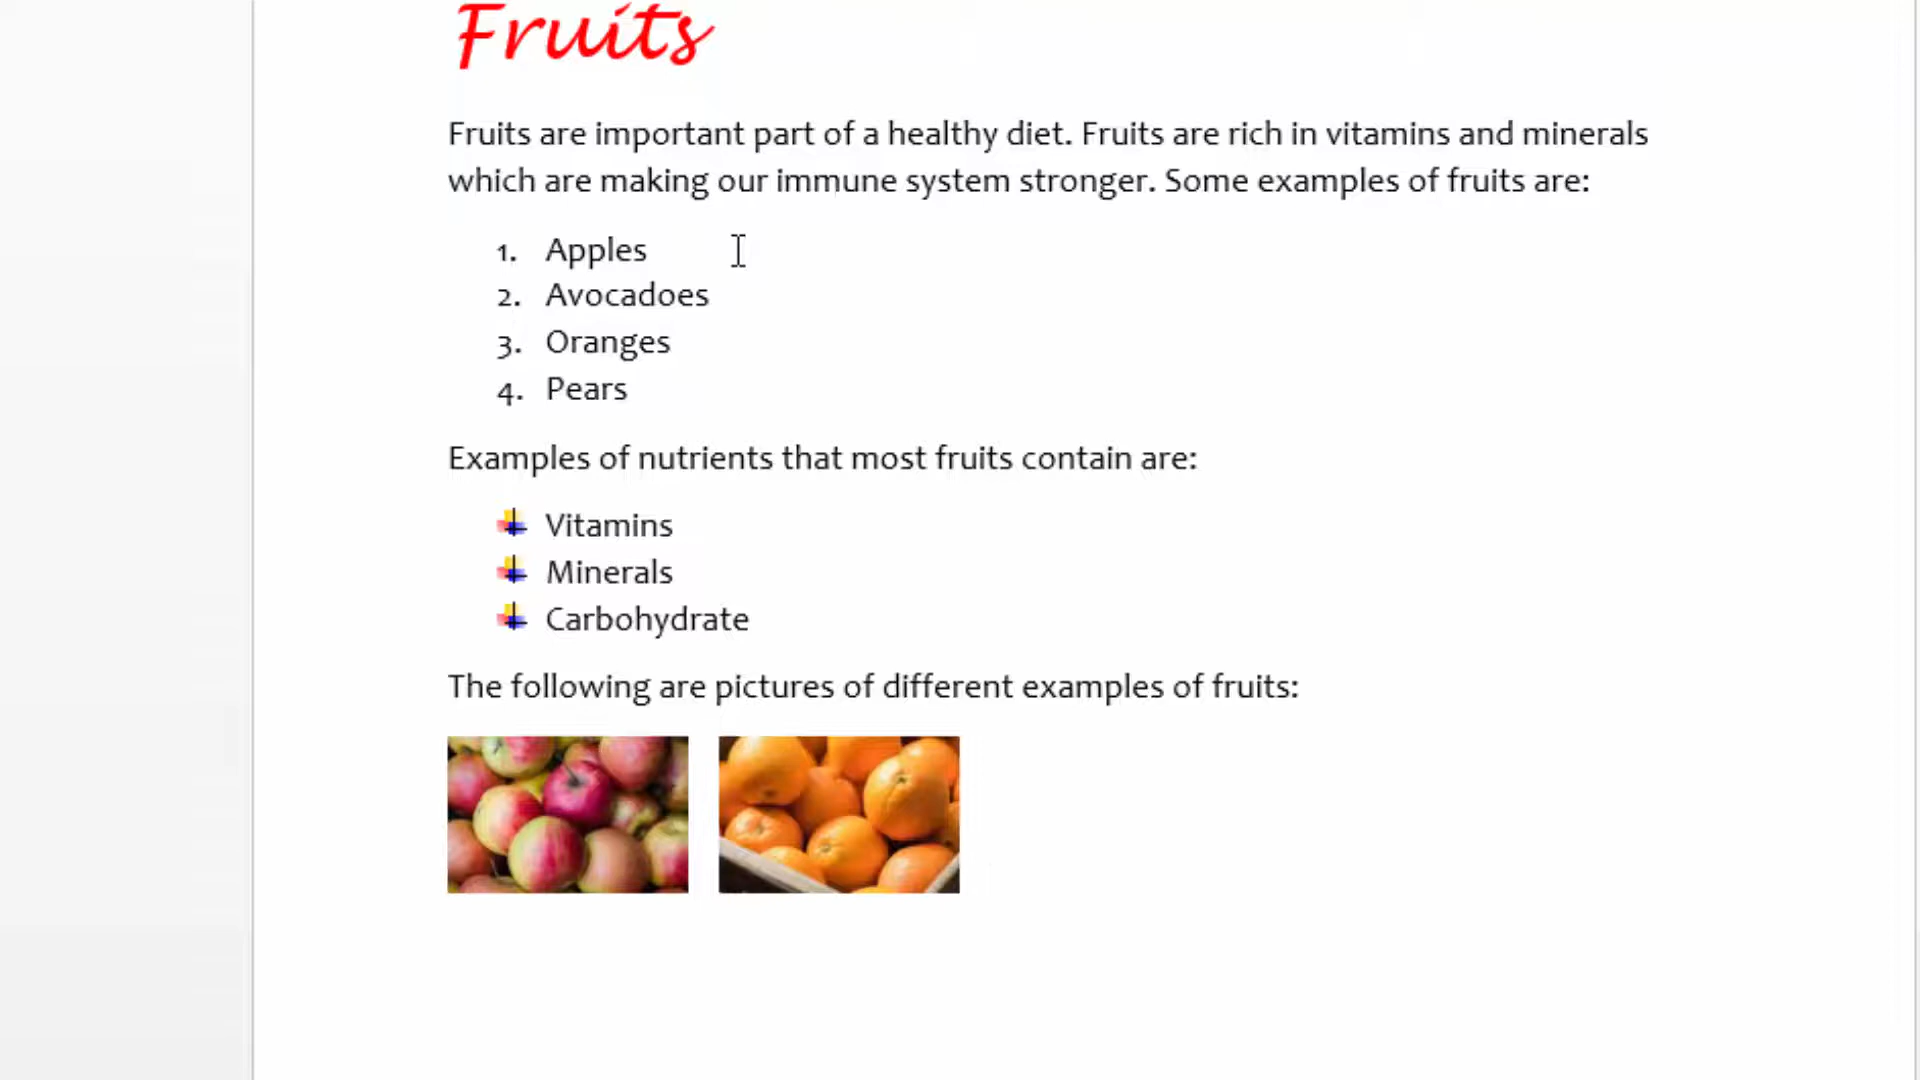 Fruits
Fruits are important part of a healthy diet. Fruits are rich in vitamins and minerals
which are making our immune system stronger. Some examples of fruits are:
1. Apples
2. Avocadoes
3. Oranges
4. Pears
Examples of nutrients that most fruits contain are:
Vitamins
Minerals
Carbohydrate
The following are pictures of different examples of fruits: